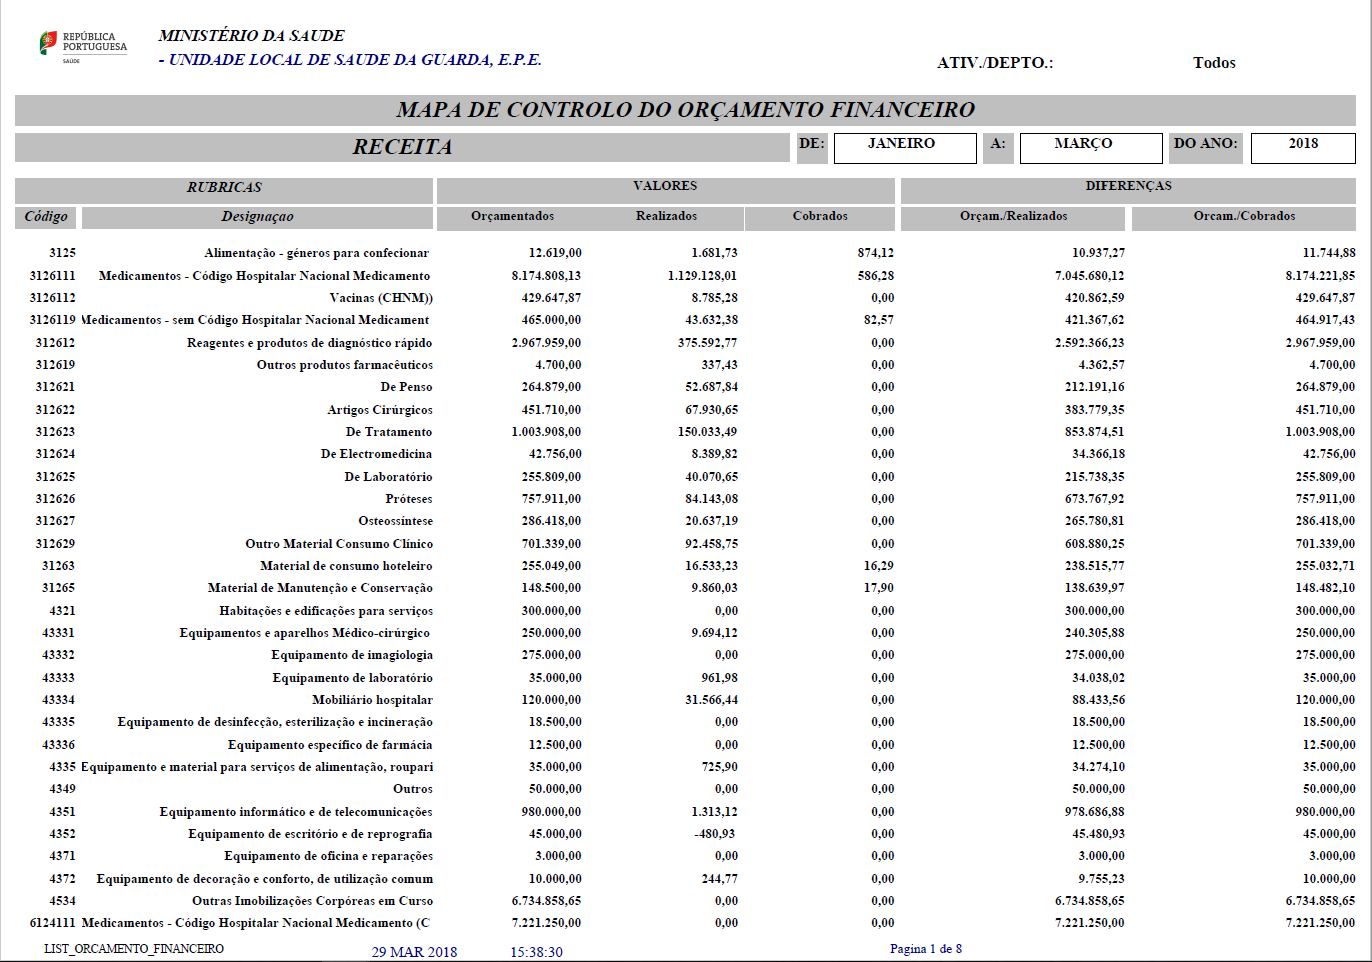 REPÚBLICA
PORTUGUESA
SAÚDE
MINISTÉRIO DA SAUDE
- UNIDADE LOCAL DE SAUDE DA GUARDA, E.P.E.
ATIV./DEPTO.: Todos
MAPA DE CONTROLO DO ORÇAMENTO FINANCEIRO
RECEITA DE: JANEIRO A: MARÇO DO ANO: 2018
RUBRICAS VALORES DIFERENÇAS
Código Designaçao Orçamentados Realizados Cobrados Orçam./Realizados Orcam./Cobrados
3125 Alimentação - géneros para confecionar 12.619,00 1.681,73 874,12 10.937,27 11.744,88
3126111 Medicamentos - Código Hospitalar Nacional Medicamento 8.174.808,13 1.129.128,01 586,28 7.045.680,12 8.174.221,85
3126112 Vacinas (CHNM)) 429.647,87 8.785,28 0,00 420.862,59 429.647,87
3126119 Medicamentos - sem Código Hospitalar Nacional Medicament 465.000,00 43.632,38 82,57 421.367,62 464.917,43
312612 Reagentes e produtos de diagnóstico rápido 2.967.959,00 375.592,77 0,00 2.592.366,23 2.967.959,00
312619 Outros produtos farmacêuticos 4.700,00 337,43 0,00 4.362,57 4.700,00
312621 De Penso 264.879,00 52.687,84 0,00 212.191,16 264.879,00
312622 Artigos Cirúrgicos 451.710,00 67.930,65 0,00 383.779,35 451.710,00
312623 De Tratamento 1.003.908,00 150.033,49 0,00 853.874,51 1.003.908,00
312624 De Electromedicina 42.756,00 8.389,82 0,00 34.366,18 42.756,00
312625 De Laboratório 255.809,00 40.070,65 0,00 215.738,35 255.809,00
312626 Próteses 757.911,00 84.143,08 0,00 673.767,92 757.911,00
312627 Osteossíntese 286.418,00 20.637,19 0,00 265.780,81 286.418,00
312629 Outro Material Consumo Clínico 701.339,00 92.458,75 0,00 608.880,25 701.339,00
31263 Material de consumo hoteleiro 255.049,00 16.533,23 16,29 238.515,77 255.032,71
31265 Material de Manutenção e Conservação 148.500,00 9.860,03 17,90 138.639,97 148.482,10
4321 Habitações e edificações para serviços 300.000,00 0,00 0,00 300.000,00 300.000,00
43331 Equipamentos e aparelhos Médico-cirúrgico 250.000,00 9.694,12 0,00 240.305,88 250.000,00
43332 Equipamento de imagiologia 275.000,00 0,00 0,00 275.000,00 275.000,00
43333 Equipamento de laboratório 35.000,00 961,98 0,00 34.038,02 35.000,00
43334 Mobiliário hospitalar 120.000,00 31.566,44 0,00 88.433,56 120.000,00
43335 Equipamento de desinfecção, esterilização e incineração 18.500,00 0,00 0,00 18.500,00 18.500,00
43336 Equipamento específico de farmácia 12.500,00 0,00 0,00 12.500,00 12.500,00
4335 Equipamento e material para serviços de alimentação, roupari 35.000,00 725,90 0,00 34.274,10 35.000,00
4349 Outros 50.000,00 0,00 0,00 50.000,00 50.000,00
4351 Equipamento informático e de telecomunicações 980.000,00 1.313,12 0,00 978.686,88 980.000,00
4352 Equipamento de escritório e de reprografia 45.000,00 -480,93 0,00 45.480,93 45.000,00
4371 Equipamento de oficina e reparações 3.000,00 0,00 0,00 3.000,00 3.000,00
4372 Equipamento de decoração e conforto, de utilização comum 10.000,00 244,77 0,00 9.755,23 10.000,00
4534 Outras Imobilizações Corpóreas em Curso 6.734.858,65 0,00 0,00 6.734.858,65 6.734.858,65
6124111 Medicamentos - Código Hospitalar Nacional Medicamento (C 7.221.250,00 0,00 0,00 7.221.250,00 7.221.250,00
LIST_ORCAMENTO_FINANCEIRO 29 MAR 2018 15:38:30 Pagina 1 de 8